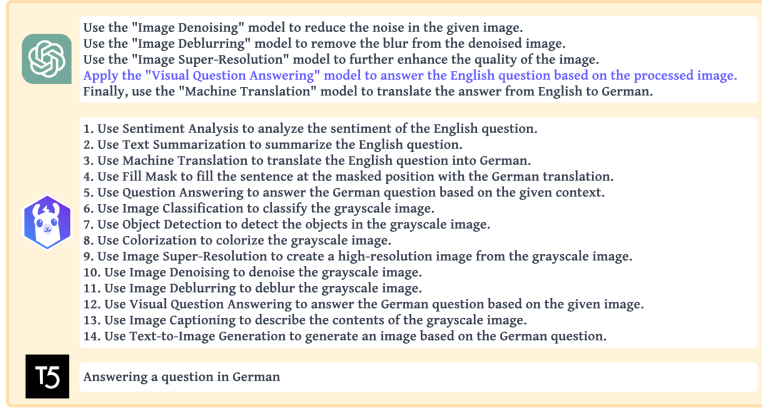 Use the "Image Denoising" model to reduce the noise in the given image.
Use the "Image Deblurring" model to remove the blur from the denoised image.
Use the "Image Super-Resolution" model to further enhance the quality of the image.
Apply the "Visual Question Answering" model to answer the English question based on the processed image.
Finally, use the "Machine Translation" model to translate the answer from English to German.
1. Use Sentiment Analysis to analyze the sentiment of the English question.
2. Use Text Summarization to summarize the English question.
3. Use Machine Translation to translate the English question into German.
4. Use Fill Mask to fill the sentence at the masked position with the German translation.
5. Use Question Answering to answer the German question based on the given context.
6. Use Image Classification to classify the grayscale image.
7. Use Object Detection to detect the objects in the grayscale image.
8. Use Colorization to colorize the grayscale image.
9. Use Image Super-Resolution to create a high-resolution image from the grayscale image.
10. Use Image Denoising to denoise the grayscale image.
11. Use Image Deblurring to deblur the grayscale image.
12. Use Visual Question Answering to answer the German question based on the given image.
13. Use Image Captioning to describe the contents of the grayscale image.
14. Use Text-to-Image Generation to generate an image based on the German question.
T5
Answering a question in German